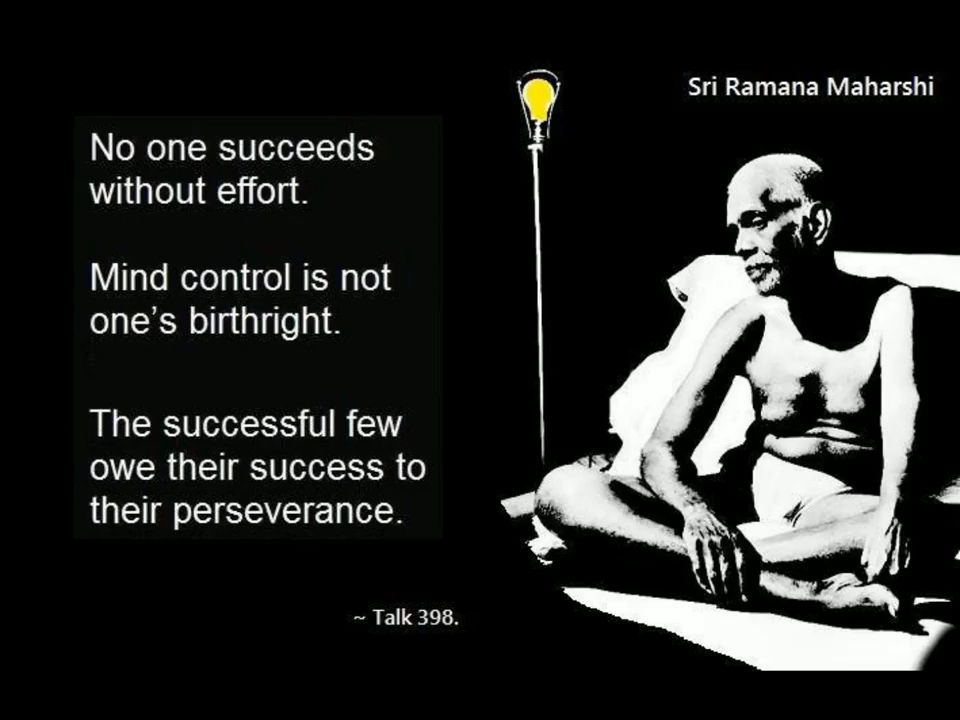 Sri Ramana Maharshi
No one succeeds
without effort.
Mind control is not
one’s birthright.
The successful few
owe their success to
their perseverance.
~ Talk 398.